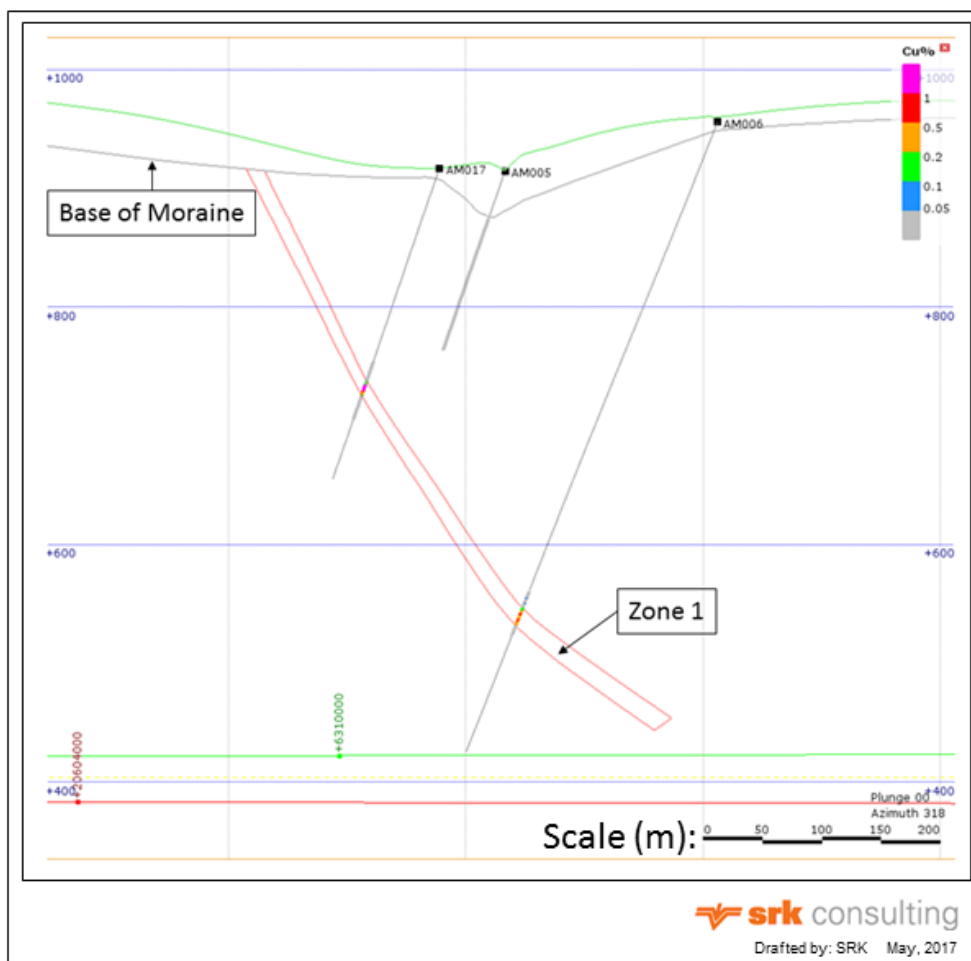 Cu%
+1000
+1000
1
0.5
0.2
0.1
0.05
AM006
AM017
AM005
Base of Moraine
+800
+800
+600
+600
Zone 1
+6310000
+20604000
+400
+400
Plunge 00
Azimuth 318
Scale (m):
0 50 100 150 200
srk consulting
Drafted by: SRK May, 2017